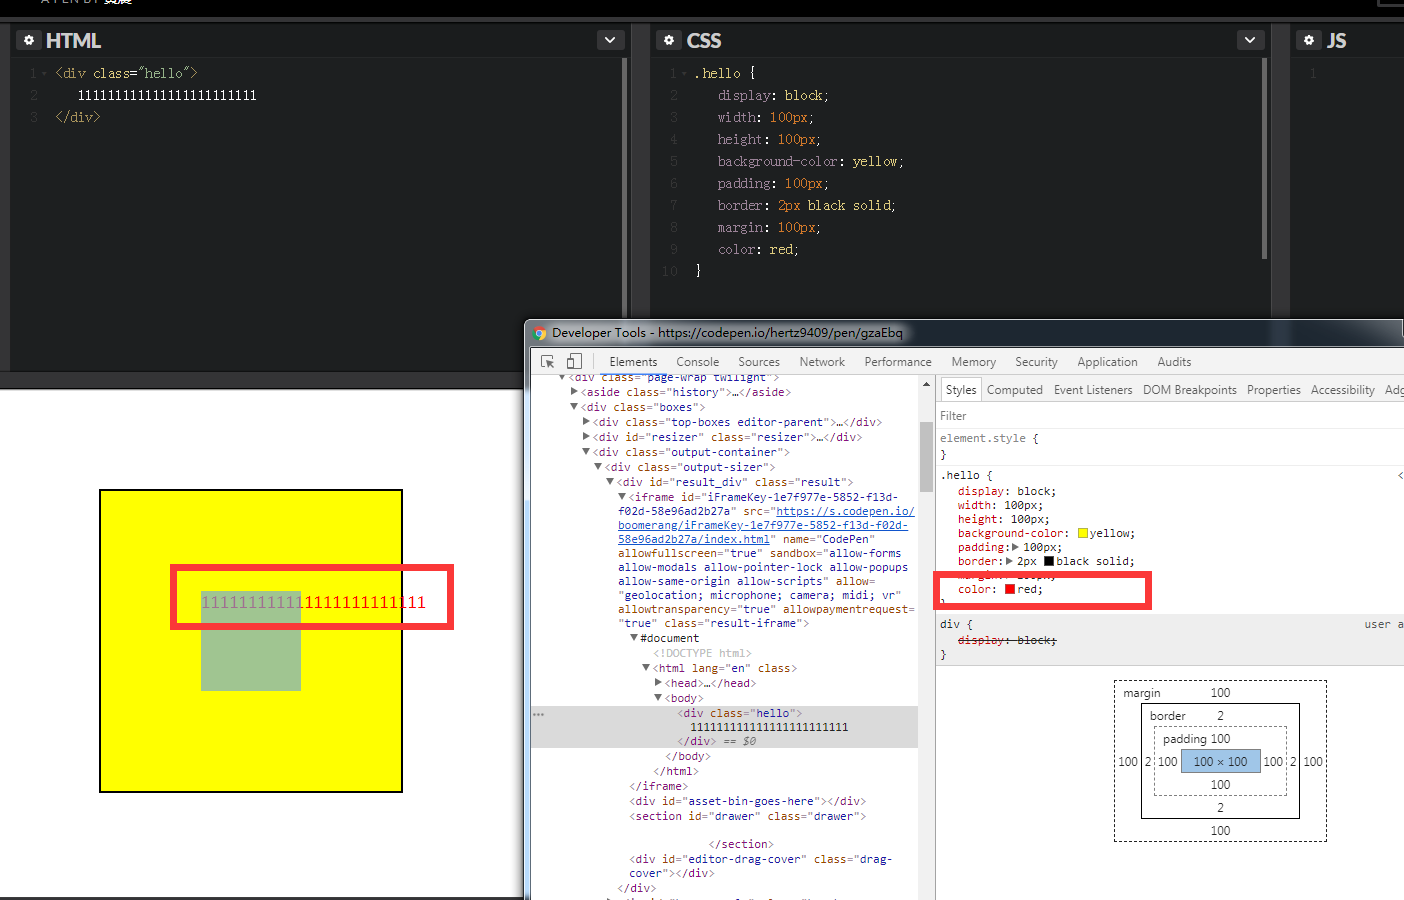 A PEN BY 黄震
HTML
CSS
JS
1 <div class="hello">
2 111111111111111111111111
3 </div>
1 .hello {
2 display: block;
3 width: 100px;
4 height: 100px;
5 background-color: yellow;
6 padding: 100px;
7 border: 2px black solid;
8 margin: 100px;
9 color: red;
10 }
1
111111111111111111111111
Developer Tools - https://codepen.io/hertz9409/pen/gzaEbq
Elements Console Sources Network Performance Memory Security Application Audits
<div class="page-wrap twilight">
<aside class="history">…</aside>
<div class="boxes">
<div class="top-boxes editor-parent">…</div>
<div id="resizer" class="resizer">…</div>
<div class="output-container">
<div class="output-sizer">
<div id="result_div" class="result">
<iframe id="iFrameKey-1e7f977e-5852-f13d-
f02d-58e96ad2b27a" src="https://s.codepen.io/
boomerang/iFrameKey-1e7f977e-5852-f13d-f02d-
58e96ad2b27a/index.html" name="CodePen"
allowfullscreen="true" sandbox="allow-forms
allow-modals allow-pointer-lock allow-popups
allow-same-origin allow-scripts" allow=
"geolocation; microphone; camera; midi; vr"
allowtransparency="true" allowpaymentrequest=
"true" class="result-iframe">
#document
<!DOCTYPE html>
<html lang="en" class>
<head>…</head>
<body>
<div class="hello">
111111111111111111111111
</div> == $0
</body>
</html>
</iframe>
<div id="asset-bin-goes-here"></div>
<section id="drawer" class="drawer">
</section>
<div id="editor-drag-cover" class="drag-
cover"></div>
</div>
Styles Computed Event Listeners DOM Breakpoints Properties Accessibility
Filter
element.style {
}
.hello {
display: block;
width: 100px;
height: 100px;
background-color: yellow;
padding: 100px;
border: 2px black solid;
margin: 100px;
color: red;
}
div { user a
display: block;
}
margin 100
border 2
padding 100
100 2 100 100 × 100 100 2 100
100
2
100